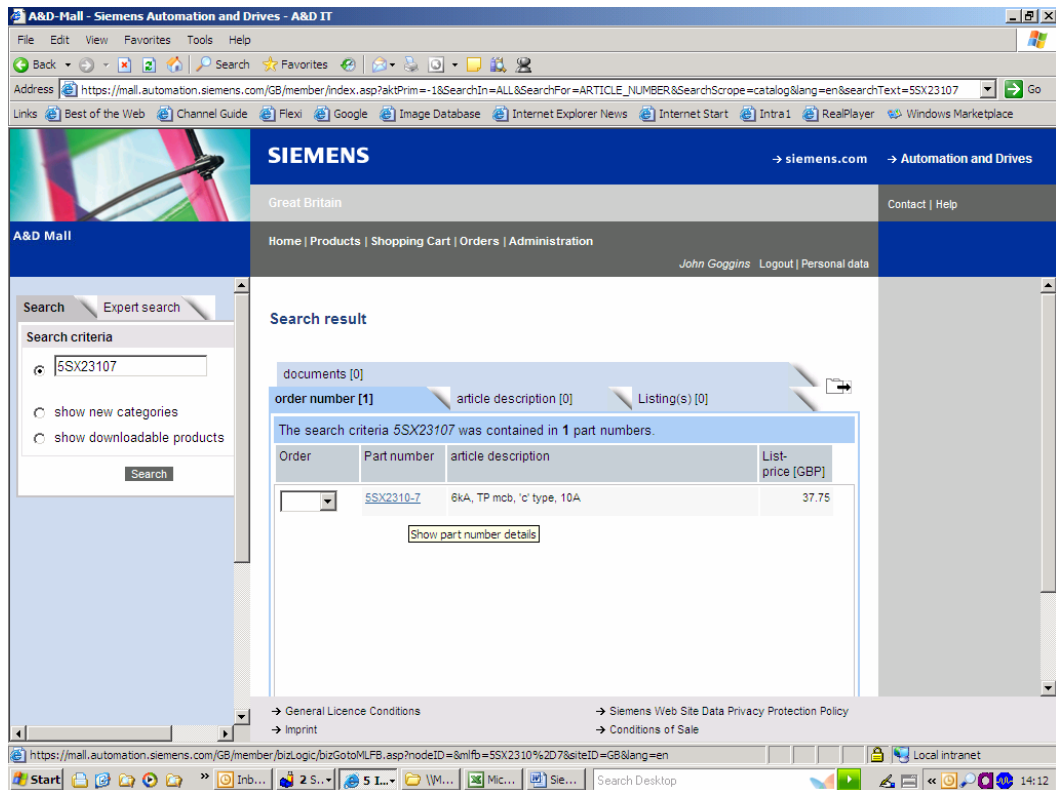 A&D-Mall - Siemens Automation and Drives - A&D IT
File Edit View Favorites Tools Help
Back Search Favorites
Address https://mall.automation.siemens.com/GB/member/index.asp?aktPrim=-1&SearchIn=ALL&SearchFor=ARTICLE_NUMBER&SearchScope=catalog&lang=en&searchText=5SX23107 Go
Links Best of the Web Channel Guide Flexi Google Image Database Internet Explorer News Internet Start Intra1 RealPlayer Windows Marketplace
SIEMENS
→ siemens.com → Automation and Drives
Great Britain
Contact | Help
A&D Mall
Home | Products | Shopping Cart | Orders | Administration
John Goggins Logout | Personal data
Search Expert search
Search criteria
5SX23107
show new categories
show downloadable products
Search
Search result
documents [0]
order number [1] article description [0] Listing(s) [0]
The search criteria 5SX23107 was contained in 1 part numbers.
Order Part number article description List-
price [GBP]
5SX2310-7 6kA, TP mcb, 'c' type, 10A 37.75
Show part number details
→ General Licence Conditions → Siemens Web Site Data Privacy Protection Policy
→ Imprint → Conditions of Sale
https://mall.automation.siemens.com/GB/member/bizLogic/bizGotoMLFB.asp?nodeID=&mlfb=5SX2310%2D7&siteID=GB&lang=en Local intranet
Start » Inb... 2 S... 5 I... \\M... Mic... Sie... Search Desktop « 14:12